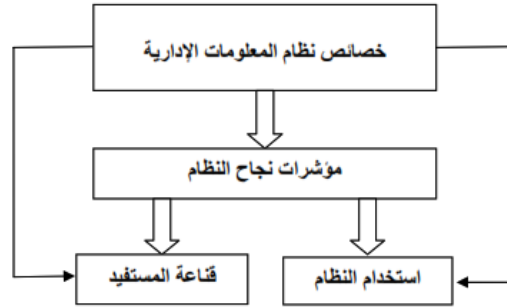 خصائص نظام المعلومات الإدارية
مؤشرات نجاح النظام
استخدام النظام
قناعة المستفيد